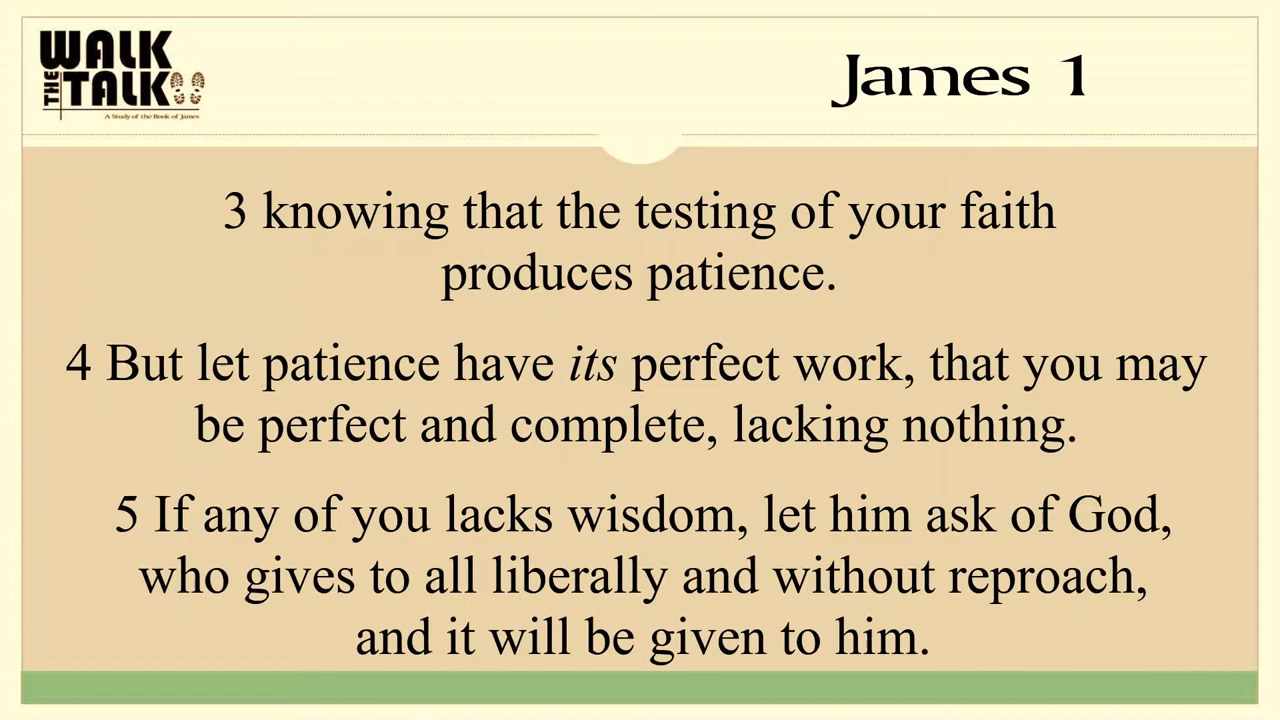 WALK
THE TALK
A Study of the Book of James
James 1
3 knowing that the testing of your faith
produces patience.
4 But let patience have its perfect work, that you may
be perfect and complete, lacking nothing.
5 If any of you lacks wisdom, let him ask of God,
who gives to all liberally and without reproach,
and it will be given to him.